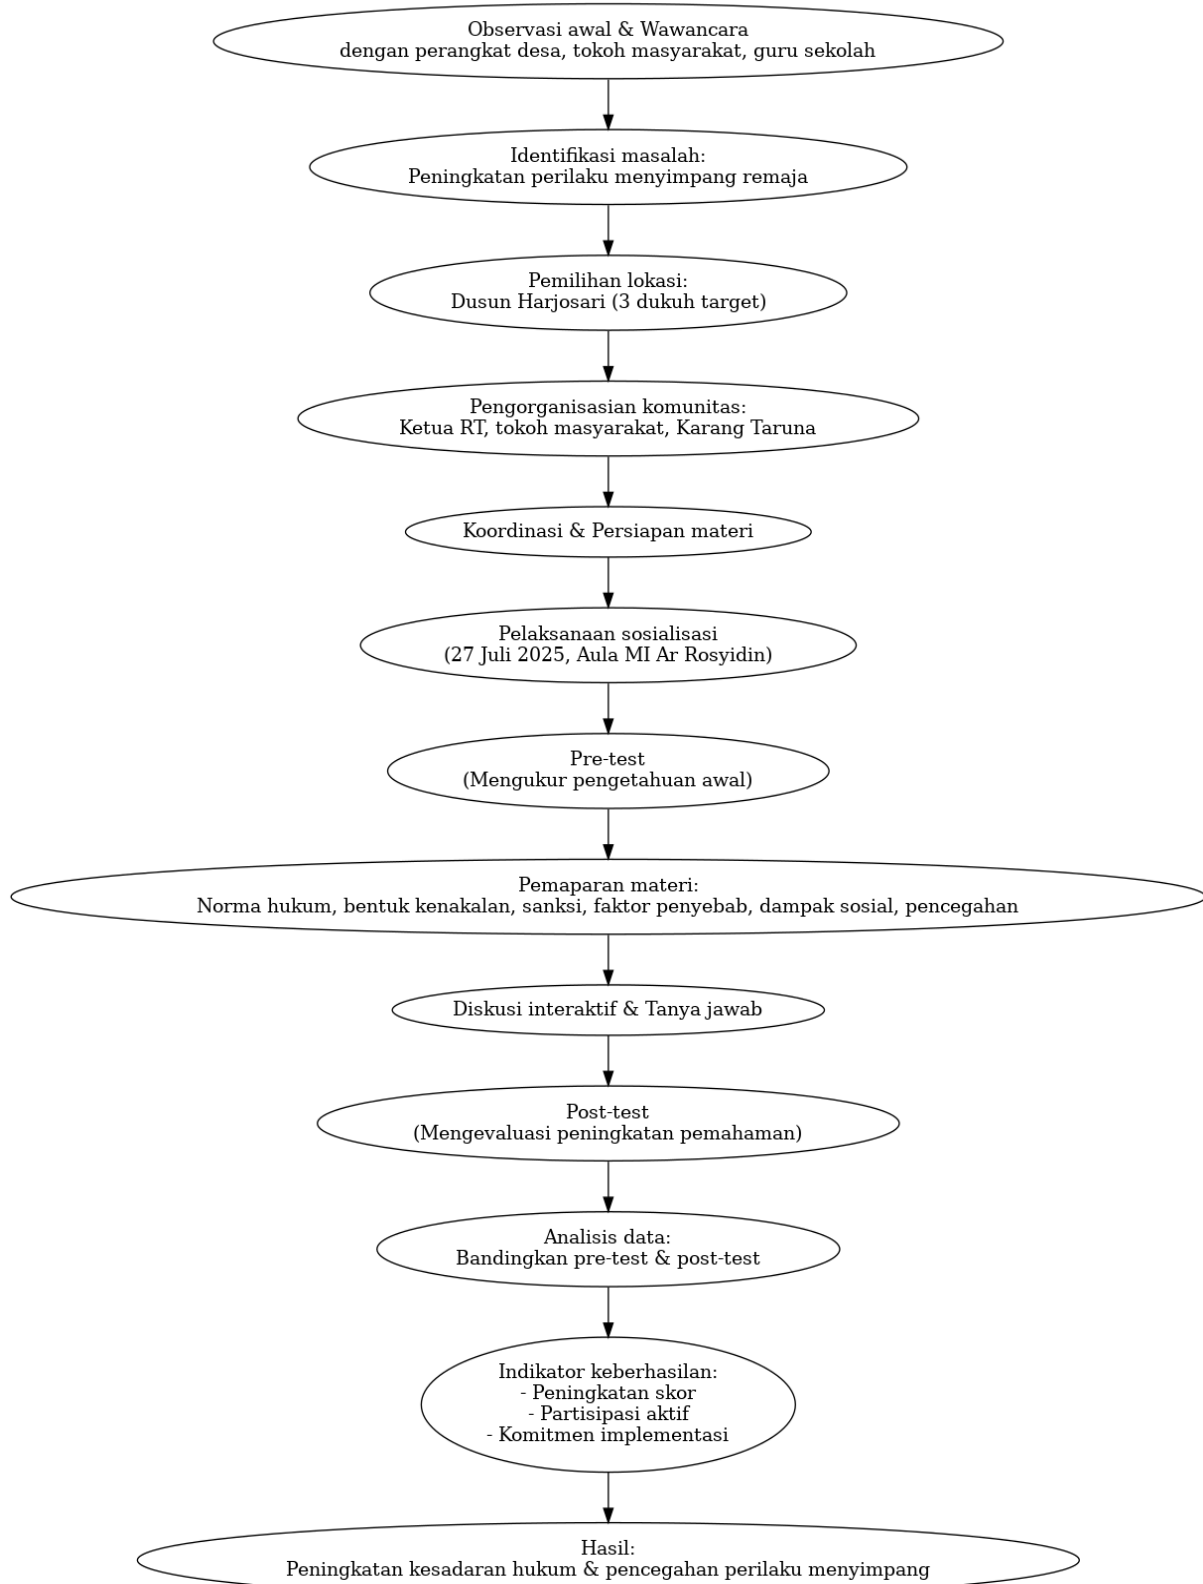 Observasi awal & Wawancara
dengan perangkat desa, tokoh masyarakat, guru sekolah
Identifikasi masalah:
Peningkatan perilaku menyimpang remaja
Pemilihan lokasi:
Dusun Harjosari (3 dukuh target)
Pengorganisasian komunitas:
Ketua RT, tokoh masyarakat, Karang Taruna
Koordinasi & Persiapan materi
Pelaksanaan sosialisasi
(27 Juli 2025, Aula MI Ar Rosyidin)
Pre-test
(Mengukur pengetahuan awal)
Pemaparan materi:
Norma hukum, bentuk kenakalan, sanksi, faktor penyebab, dampak sosial, pencegahan
Diskusi interaktif & Tanya jawab
Post-test
(Mengevaluasi peningkatan pemahaman)
Analisis data:
Bandingkan pre-test & post-test
Indikator keberhasilan:
- Peningkatan skor
- Partisipasi aktif
- Komitmen implementasi
Hasil:
Peningkatan kesadaran hukum & pencegahan perilaku menyimpang